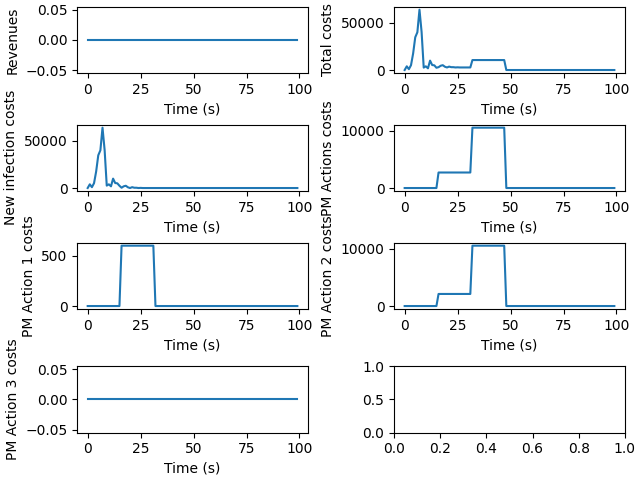 Revenues
0.05
0.00
−0.05
0 25 50 75 100
Time (s)
Total costs
50000
0
0 25 50 75 100
Time (s)
New infection costs
50000
0
0 25 50 75 100
Time (s)
PM Actions costs
10000
0
0 25 50 75 100
Time (s)
PM Action 1 costs
500
0
0 25 50 75 100
Time (s)
PM Action 2 costs
10000
0
0 25 50 75 100
Time (s)
PM Action 3 costs
0.05
0.00
−0.05
0 25 50 75 100
Time (s)
1.0
0.5
0.0
0.0 0.2 0.4 0.6 0.8 1.0